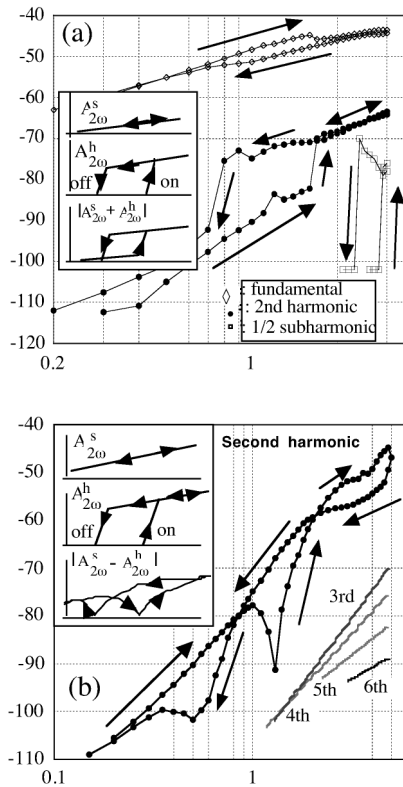 -40
(a)
-50
-60
A^s_2ω
-70
A^h_2ω
off
on
-80
|A^s_2ω + A^h_2ω|
-90
-100
: fundamental
-110
: 2nd harmonic
: 1/2 subharmonic
-120
0.2
1
-40
A^s_2ω
Second harmonic
-50
A^h_2ω
-60
off
on
|A^s_2ω - A^h_2ω|
-70
3rd
-80
-90
(b)
5th
6th
-100
4th
-110
0.1
1